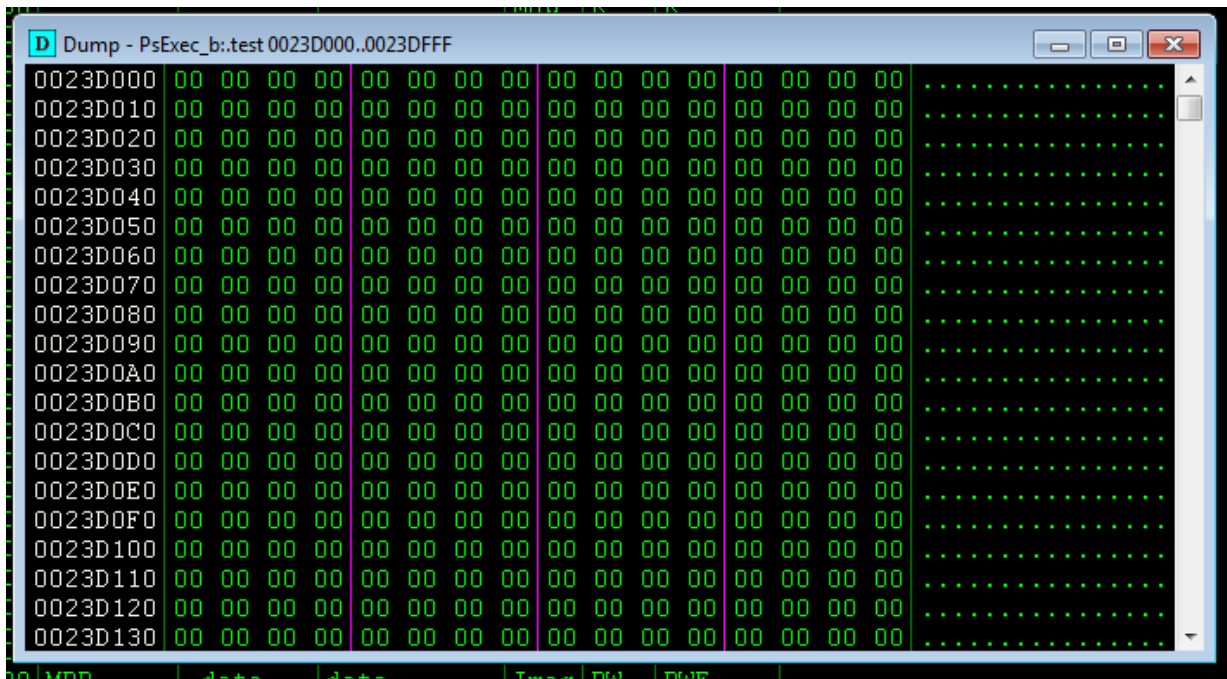 D Dump - PsExec_b:.test 0023D000..0023DFFF
0023D000 00 00 00 00 00 00 00 00 00 00 00 00 00 00 00 00 ................
0023D010 00 00 00 00 00 00 00 00 00 00 00 00 00 00 00 00 ................
0023D020 00 00 00 00 00 00 00 00 00 00 00 00 00 00 00 00 ................
0023D030 00 00 00 00 00 00 00 00 00 00 00 00 00 00 00 00 ................
0023D040 00 00 00 00 00 00 00 00 00 00 00 00 00 00 00 00 ................
0023D050 00 00 00 00 00 00 00 00 00 00 00 00 00 00 00 00 ................
0023D060 00 00 00 00 00 00 00 00 00 00 00 00 00 00 00 00 ................
0023D070 00 00 00 00 00 00 00 00 00 00 00 00 00 00 00 00 ................
0023D080 00 00 00 00 00 00 00 00 00 00 00 00 00 00 00 00 ................
0023D090 00 00 00 00 00 00 00 00 00 00 00 00 00 00 00 00 ................
0023D0A0 00 00 00 00 00 00 00 00 00 00 00 00 00 00 00 00 ................
0023D0B0 00 00 00 00 00 00 00 00 00 00 00 00 00 00 00 00 ................
0023D0C0 00 00 00 00 00 00 00 00 00 00 00 00 00 00 00 00 ................
0023D0D0 00 00 00 00 00 00 00 00 00 00 00 00 00 00 00 00 ................
0023D0E0 00 00 00 00 00 00 00 00 00 00 00 00 00 00 00 00 ................
0023D0F0 00 00 00 00 00 00 00 00 00 00 00 00 00 00 00 00 ................
0023D100 00 00 00 00 00 00 00 00 00 00 00 00 00 00 00 00 ................
0023D110 00 00 00 00 00 00 00 00 00 00 00 00 00 00 00 00 ................
0023D120 00 00 00 00 00 00 00 00 00 00 00 00 00 00 00 00 ................
0023D130 00 00 00 00 00 00 00 00 00 00 00 00 00 00 00 00 ................